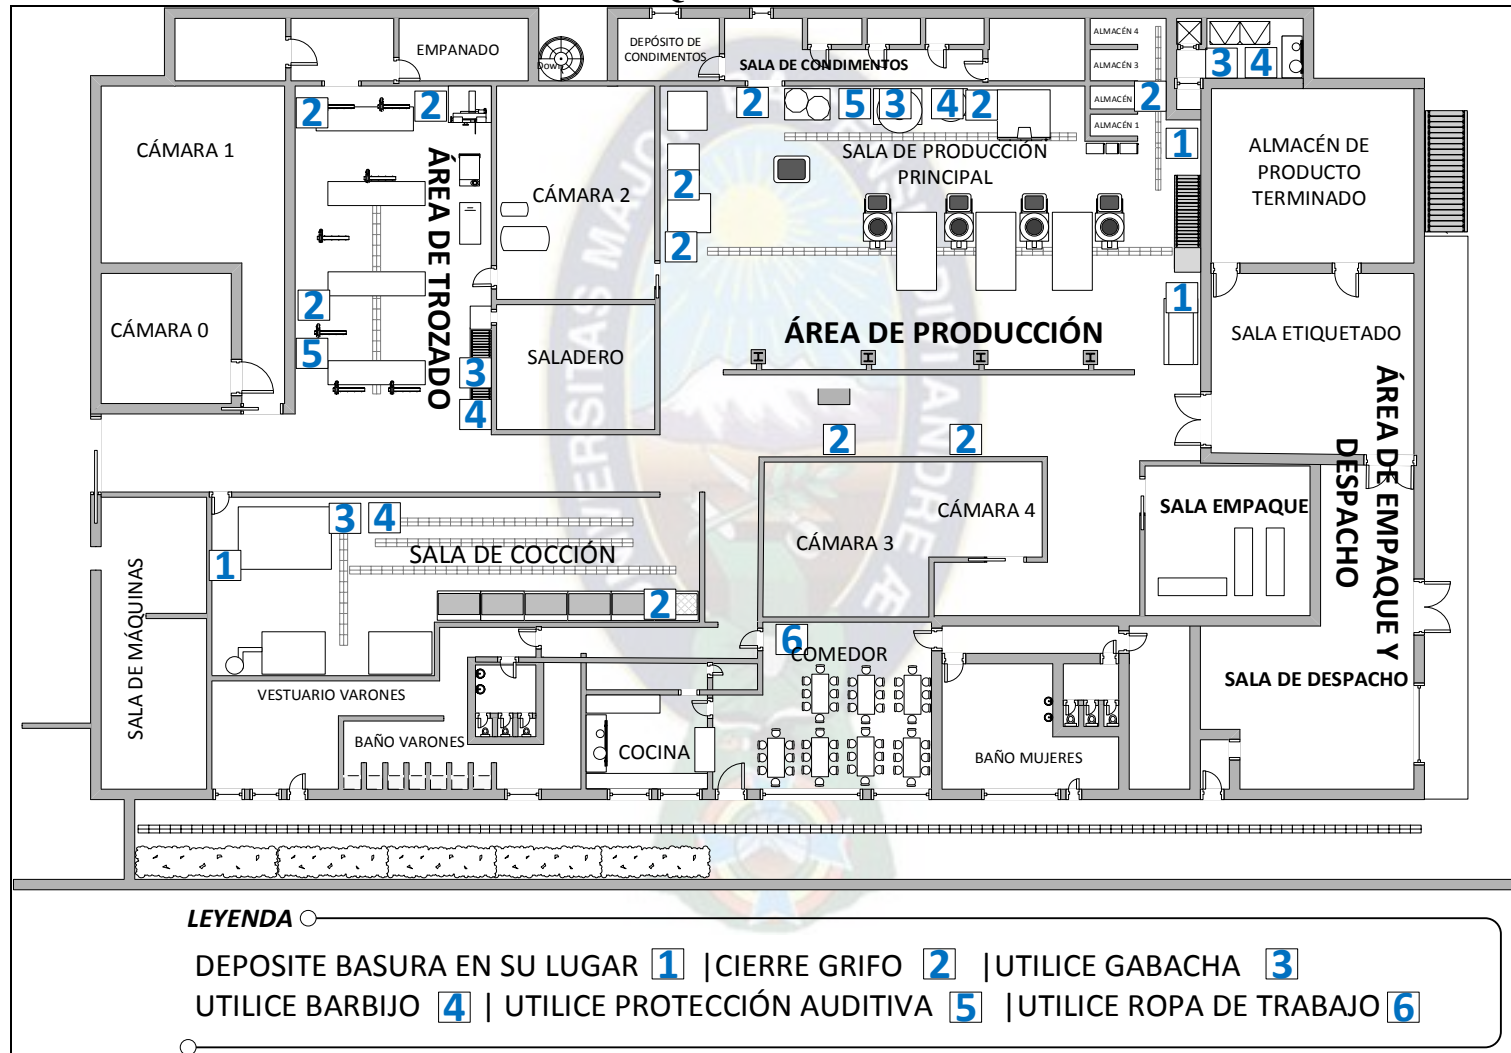 EMPANADO
Down
DEPÓSITO DE
CONDIMENTOS
SALA DE CONDIMENTOS
ALMACÉN 4
ALMACÉN 3
ALMACÉN
ALMACÉN 1
3
4
2
2
2
5
3
4
2
2
1
CÁMARA 1
ÁREA DE TROZADO
CÁMARA 2
SALA DE PRODUCCIÓN
PRINCIPAL
ALMACÉN DE
PRODUCTO
TERMINADO
2
2
2
1
5
3
4
CÁMARA 0
SALADERO
ÁREA DE PRODUCCIÓN
SALA ETIQUETADO
ÁREA DE EMPAQUE Y
DESPACHO
2
2
3
4
1
2
SALA DE COCCIÓN
CÁMARA 3
CÁMARA 4
SALA EMPAQUE
SALA DE MÁQUINAS
6
COMEDOR
VESTUARIO VARONES
BAÑO VARONES
COCINA
BAÑO MUJERES
SALA DE DESPACHO
UNIVERSITAS MAJOR
DIVI ANDRE Æ
LEYENDA
DEPOSITE BASURA EN SU LUGAR 1 |CIERRE GRIFO 2 |UTILICE GABACHA 3
UTILICE BARBIJO 4 | UTILICE PROTECCIÓN AUDITIVA 5 |UTILICE ROPA DE TRABAJO 6